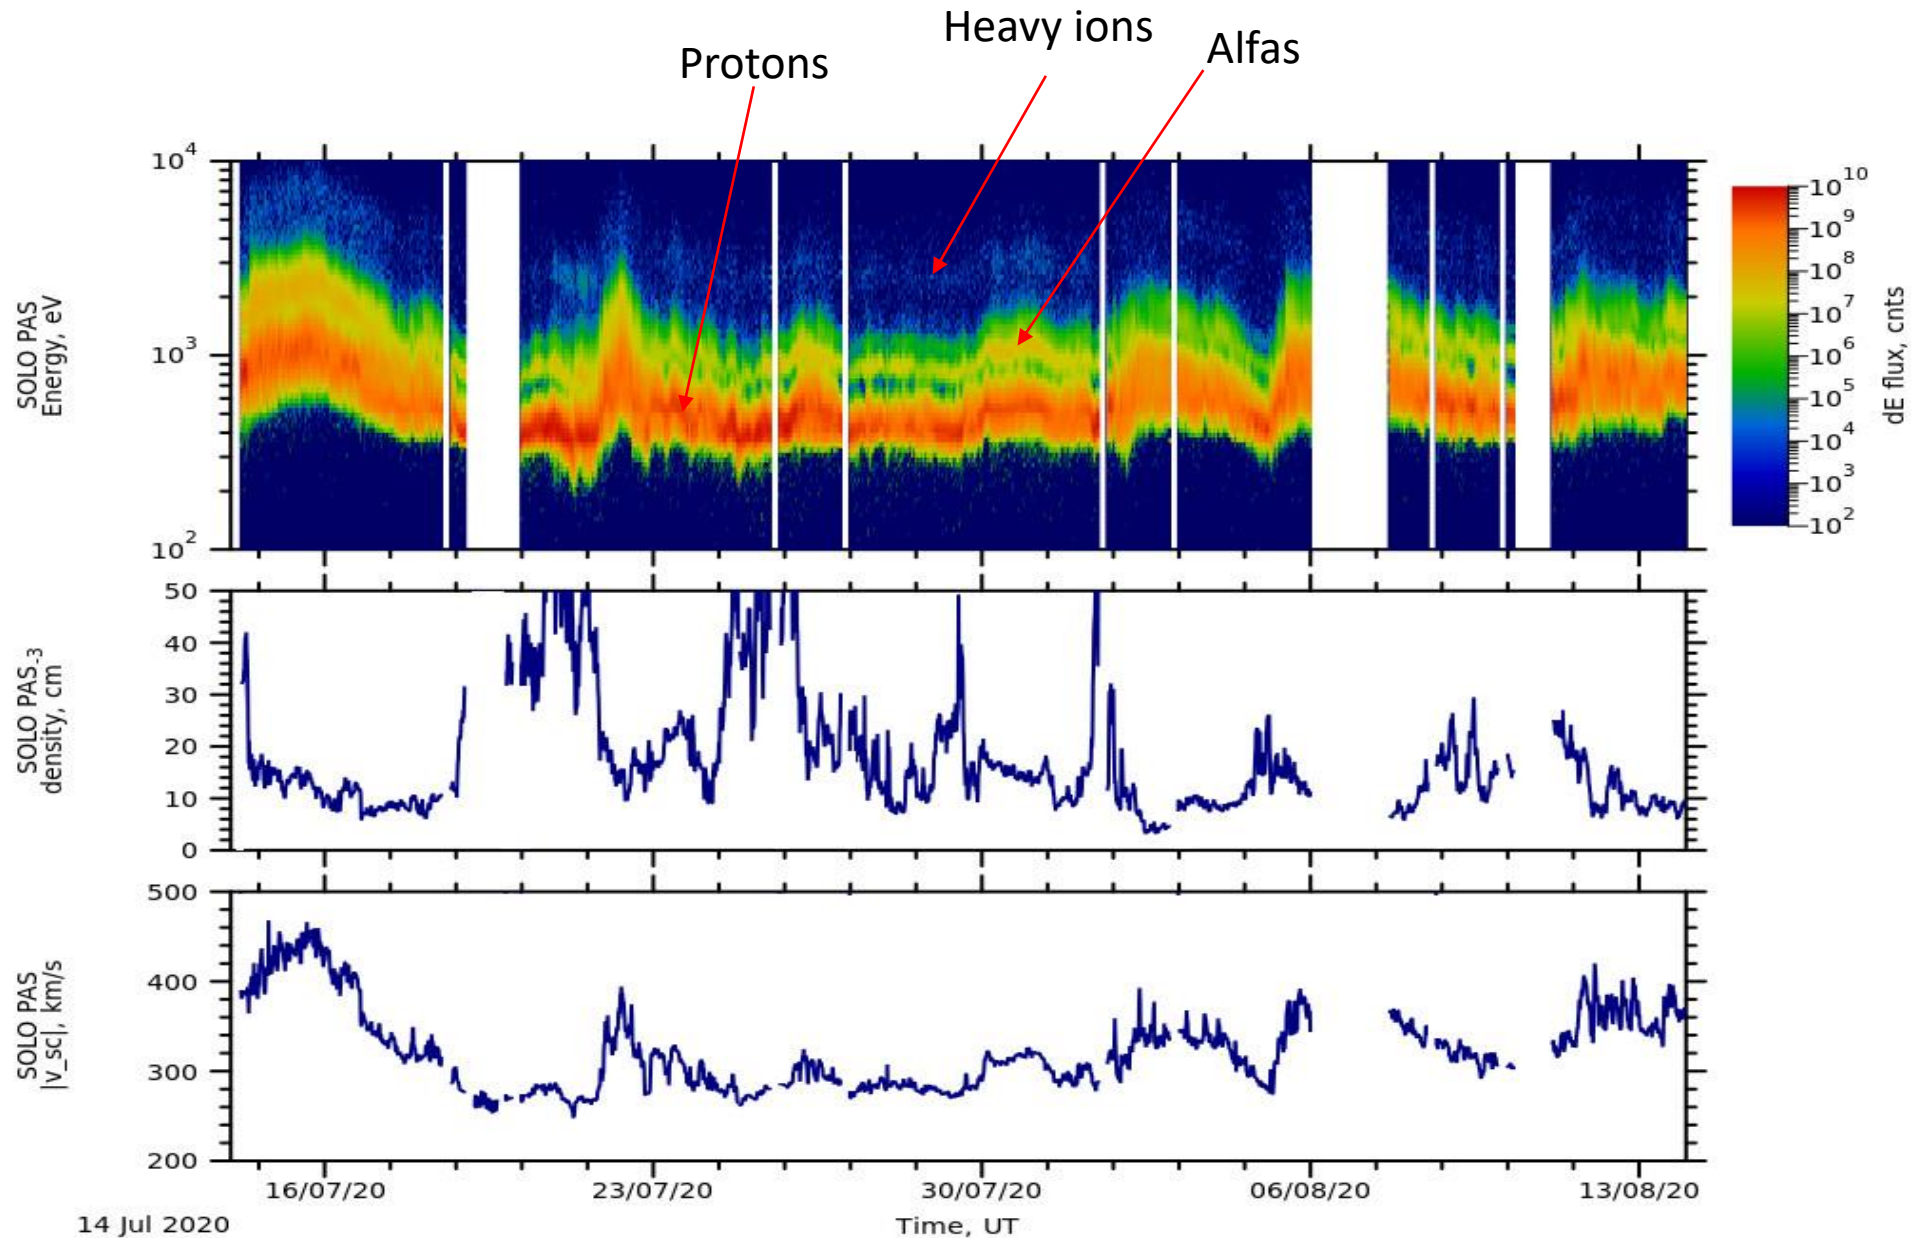 Heavy ions
Alfas
Protons
SOLO PAS
Energy, eV
10^4
10^3
10^2
10^10
10^9
10^8
10^7
10^6
10^5
10^4
10^3
10^2
dE flux, cnts
SOLO PAS
density, cm^-3
50
40
30
20
10
0
SOLO PAS
|v_sc|, km/s
500
400
300
200
16/07/20 23/07/20 30/07/20 06/08/20 13/08/20
14 Jul 2020
Time, UT